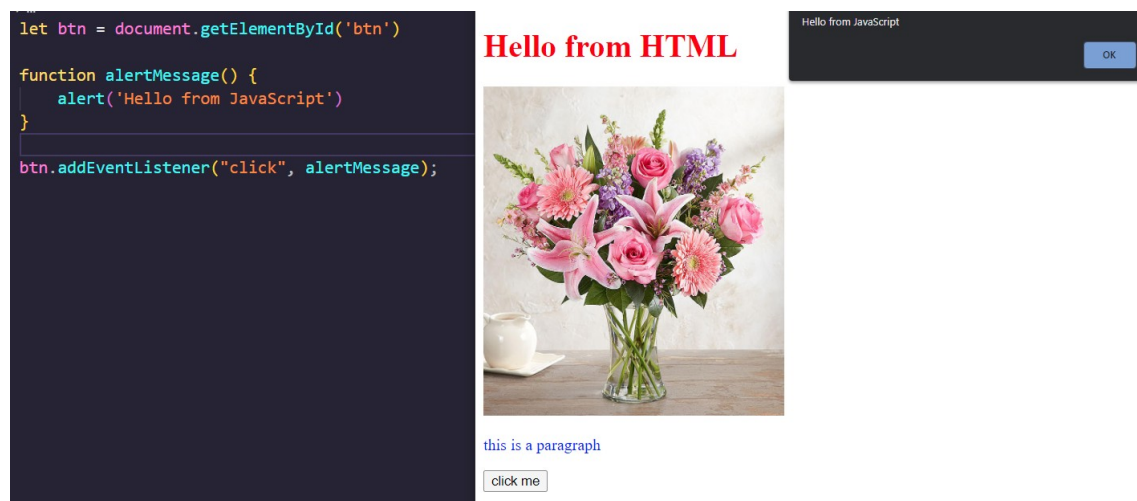 let btn = document.getElementById('btn')
function alertMessage() {
    alert('Hello from JavaScript')
}
btn.addEventListener("click", alertMessage);
Hello from HTML
this is a paragraph
click me
Hello from JavaScript
OK